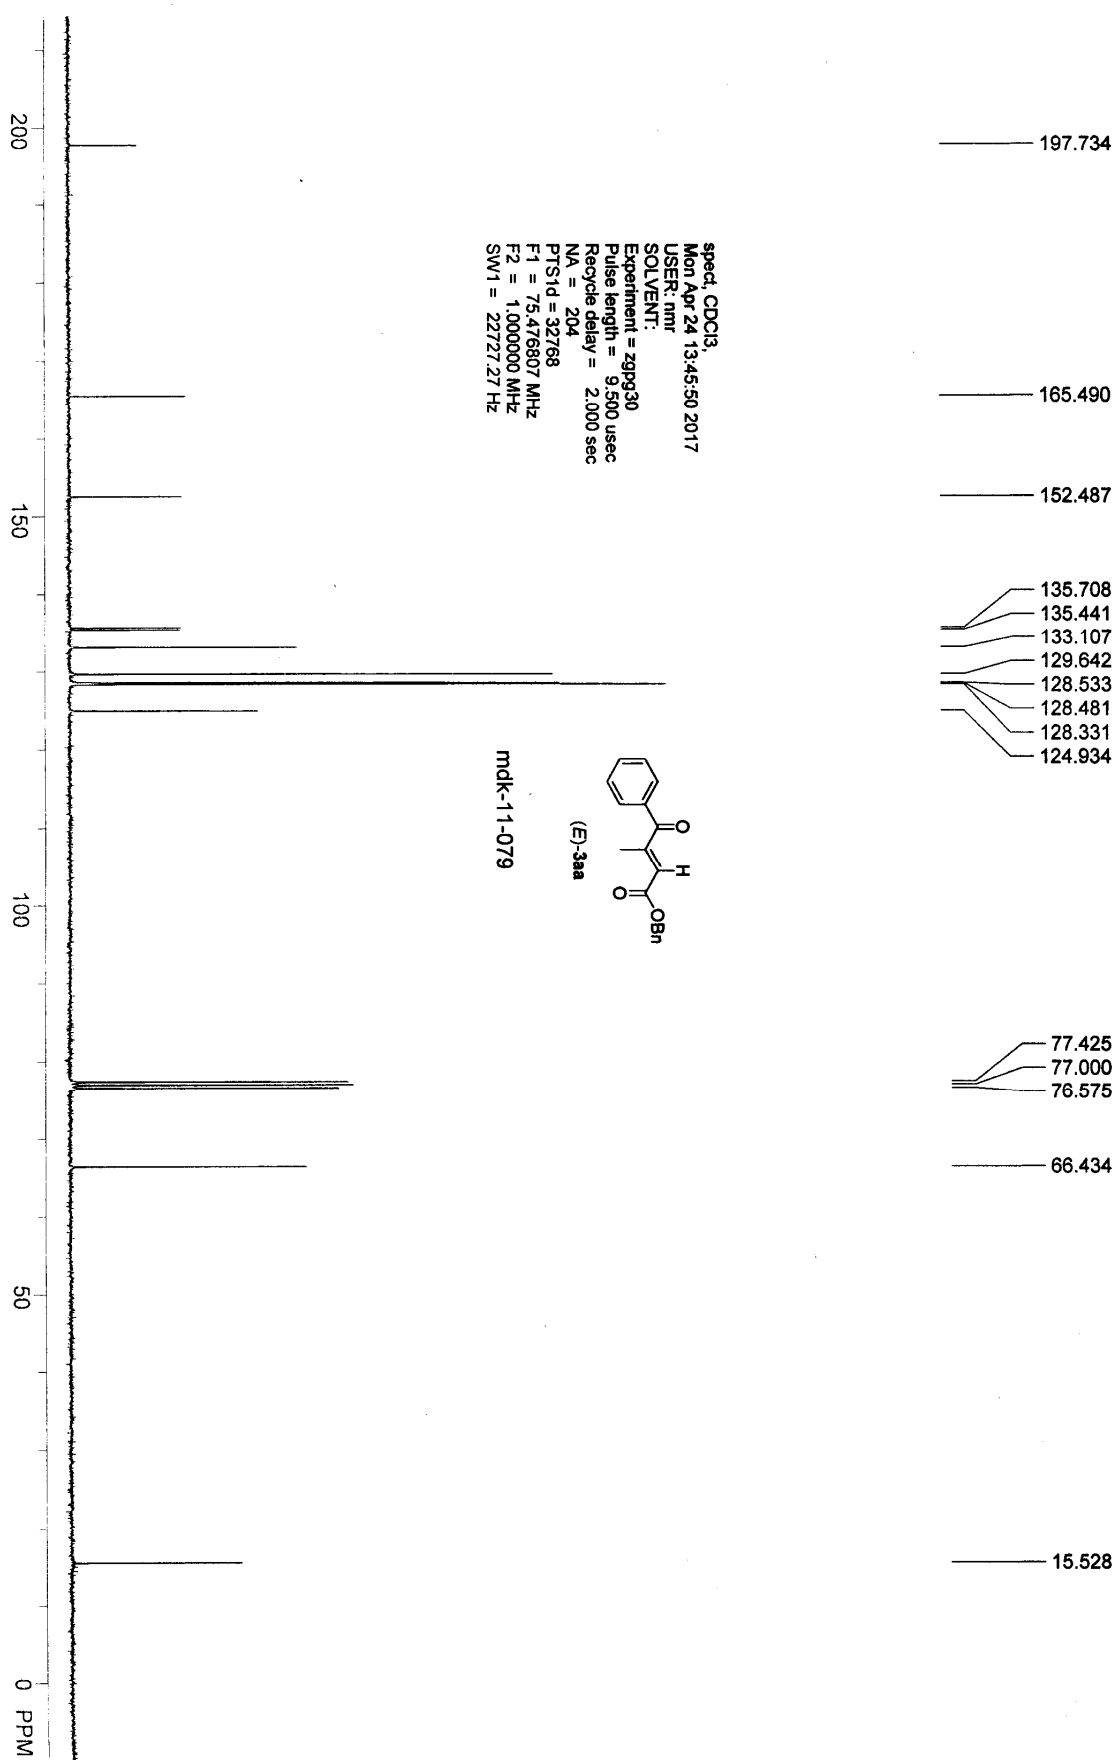 197.734
165.490
152.487
135.708
135.441
133.107
129.642
128.533
128.481
128.331
124.934
77.425
77.000
76.575
66.434
15.528
spect, CDCl3,
Mon Apr 24 13:45:50 2017
USER: nmr
SOLVENT:
Experiment = zgpg30
Pulse length = 9.500 usec
Recycle delay = 2.000 sec
NA = 204
PTS1d = 32768
F1 = 75.476807 MHz
F2 = 1.000000 MHz
SW1 = 22727.27 Hz
O
H
O
OBn
(E)-3aa
mdk-11-079
200
150
100
50
0 PPM